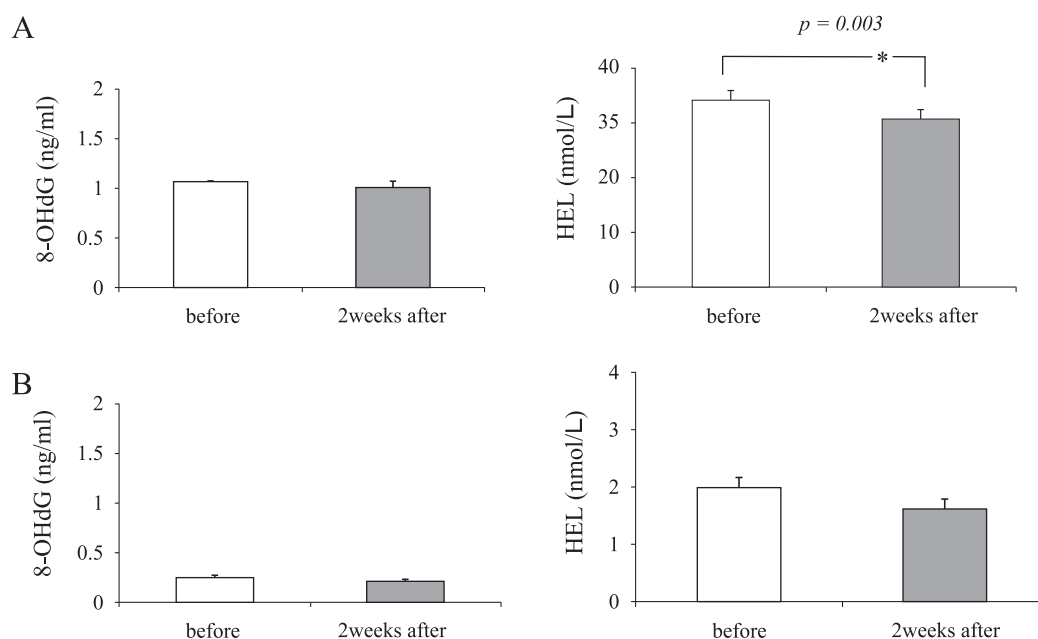 A
p = 0.003
*
8-OHdG (ng/ml)
2
1.5
1
0.5
0
before
2weeks after
HEL (nmol/L)
40
35
20
10
0
before
2weeks after
B
8-OHdG (ng/ml)
2
1.5
1
0.5
0
before
2weeks after
HEL (nmol/L)
4
3
2
1
0
before
2weeks after